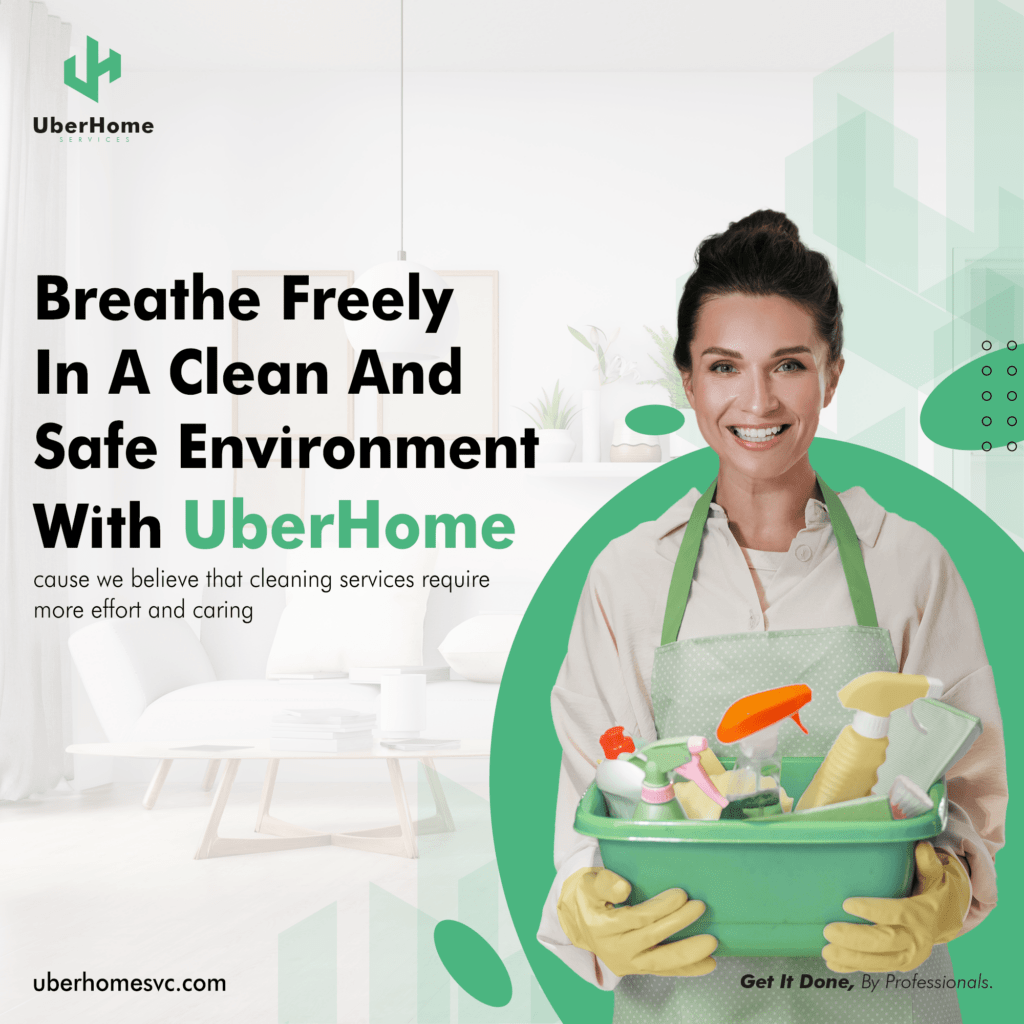 UberHome
SERVICES
Breathe Freely
In A Clean And
Safe Environment
With UberHome
cause we believe that cleaning services require
more effort and caring
uberhomesvc.com
Get It Done, By Professionals.